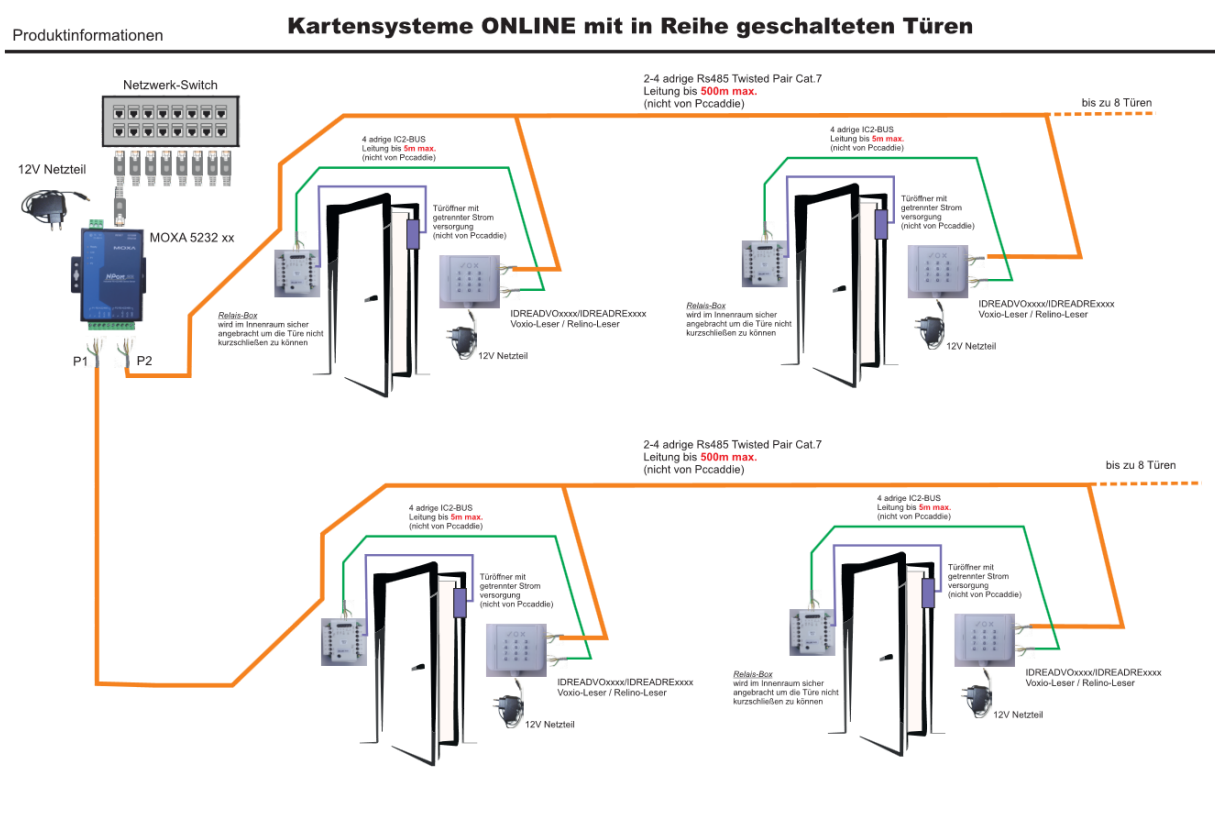 Produktinformationen
Kartensysteme ONLINE mit in Reihe geschalteten Türen
Netzwerk-Switch
12V Netzteil
MOXA 5232 xx
MOXA
P1
P2
2-4 adrige Rs485 Twisted Pair Cat.7
Leitung bis 500m max.
(nicht von Pccaddie)
bis zu 8 Türen
4 adrige IC2-BUS
Leitung bis 5m max.
(nicht von Pccaddie)
Türöffner mit
getrennter Strom
versorgung
(nicht von Pccaddie)
VOX
Relais-Box
wird im Innenraum sicher
angebracht um die Türe nicht
kurzschließen zu können
IDREADVOxxxx/IDREADRExxxx
Voxio-Leser / Relino-Leser
12V Netzteil
4 adrige IC2-BUS
Leitung bis 5m max.
(nicht von Pccaddie)
Türöffner mit
getrennter Strom
versorgung
(nicht von Pccaddie)
VOX
Relais-Box
wird im Innenraum sicher
angebracht um die Türe nicht
kurzschließen zu können
IDREADVOxxxx/IDREADRExxxx
Voxio-Leser / Relino-Leser
12V Netzteil
2-4 adrige Rs485 Twisted Pair Cat.7
Leitung bis 500m max.
(nicht von Pccaddie)
bis zu 8 Türen
4 adrige IC2-BUS
Leitung bis 5m max.
(nicht von Pccaddie)
Türöffner mit
getrennter Strom
versorgung
(nicht von Pccaddie)
VOX
IDREADVOxxxx/IDREADRExxxx
Voxio-Leser / Relino-Leser
12V Netzteil
4 adrige IC2-BUS
Leitung bis 5m max.
(nicht von Pccaddie)
Türöffner mit
getrennter Strom
versorgung
(nicht von Pccaddie)
VOX
Relais-Box
wird im Innenraum sicher
angebracht um die Türe nicht
kurzschließen zu können
IDREADVOxxxx/IDREADRExxxx
Voxio-Leser / Relino-Leser
12V Netzteil